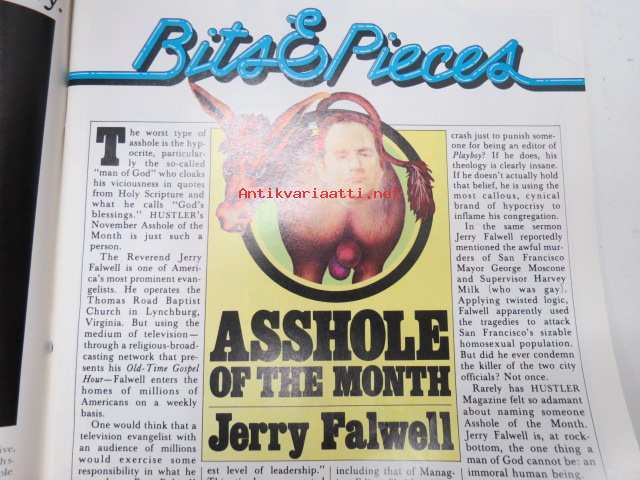 y.
Bits & Pieces
The worst type of
asshole is the hyp-
ocrite, particular-
ly the so-called
"man of God" who cloaks
his viciousness in quotes
from Holy Scripture and
what he calls "God's
blessings." HUSTLER's
November Asshole of the
Month is just such a
person.
The Reverend Jerry
Falwell is one of Ameri-
ca's most prominent evan-
gelists. He operates the
Thomas Road Baptist
Church in Lynchburg,
Virginia. But using the
medium of television—
through a religious-broad-
casting network that pre-
sents his Old-Time Gospel
Hour—Falwell enters the
homes of millions of
Americans on a weekly
basis.
One would think that a
television evangelist with
an audience of millions
would exercise some
responsibility in what he
Antikvariaatti.net
ASSHOLE
OF THE MONTH
Jerry Falwell
est level of leadership."
including that of Manag-
crash just to punish some-
one for being an editor of
Playboy? If he does, his
theology is clearly insane.
If he doesn't actually hold
that belief, he is using the
most callous, cynical
brand of hypocrisy to
inflame his congregation.
In the same sermon
Jerry Falwell reportedly
mentioned the awful mur-
ders of San Francisco
Mayor George Moscone
and Supervisor Harvey
Milk (who was gay).
Applying twisted logic,
Falwell apparently used
the tragedies to attack
San Francisco's sizable
homosexual population.
But did he ever condemn
the killer of the two city
officials? Not once.
Rarely has HUSTLER
Magazine felt so adamant
about naming someone
Asshole of the Month.
Jerry Falwell is, at rock-
bottom, the one thing a
man of God cannot be: an
immoral human being.